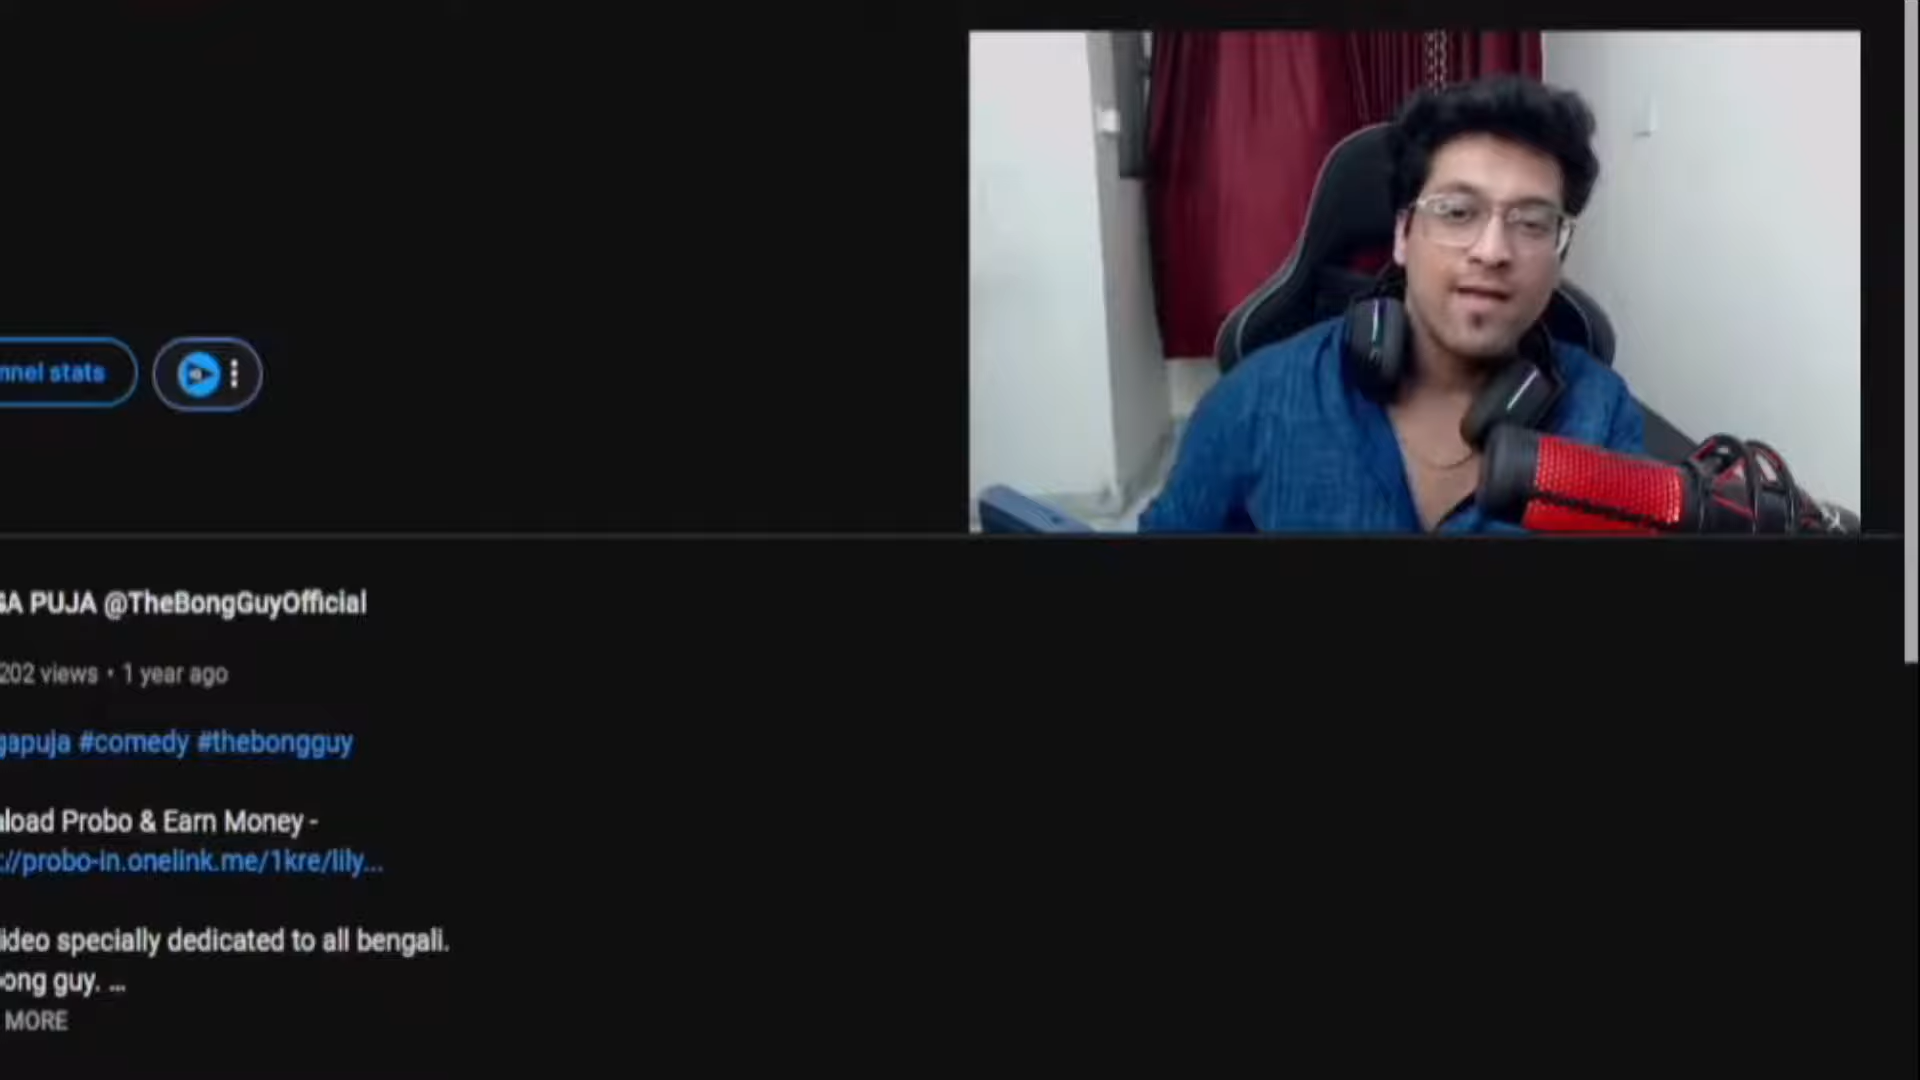 nnel stats
GA PUJA @TheBongGuyOfficial
202 views • 1 year ago
gapuja #comedy #thebongguy
load Probo & Earn Money -
://probo-in.onelink.me/1kre/lily...
ideo specially dedicated to all bengali.
ong guy. ...
MORE